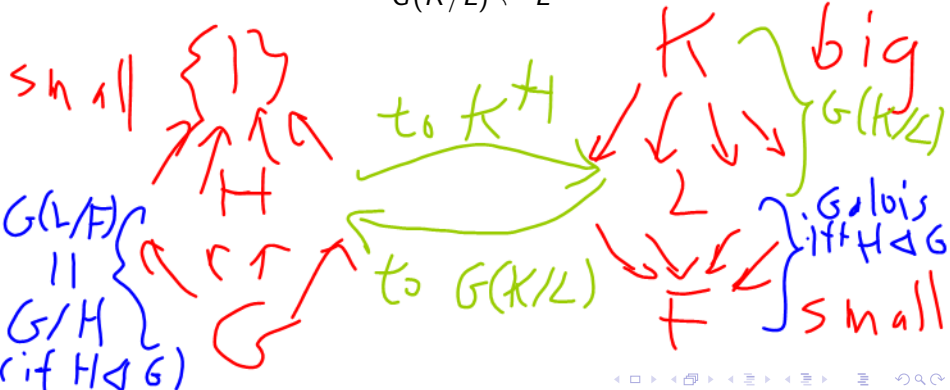 G(K/L) ← L
small {1} K big
to K^H
G(K/L)
H L
G(L/F) Galois
|| iff H ◁ G
to G(K/L)
G/H G F small
(if H ◁ G)